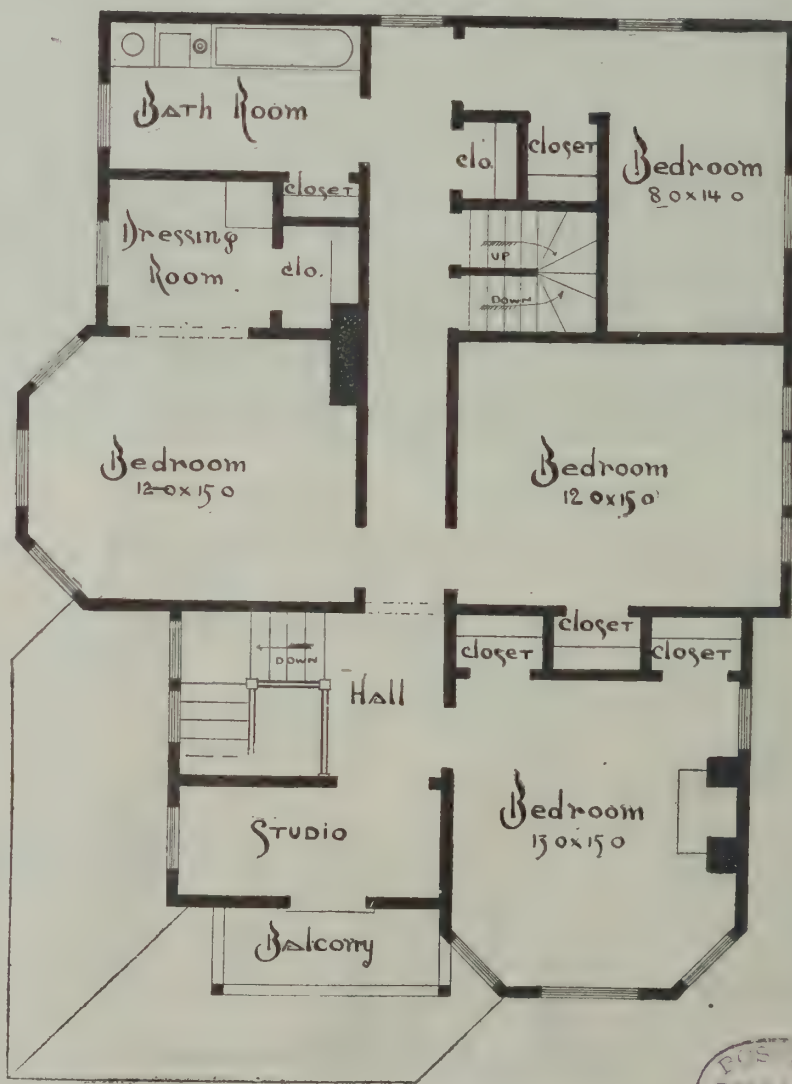 Bath Room
clo.
closet
Bedroom
8 0 x 14 0
closet
Dressing
Room
clo.
UP
DOWN
Bedroom
12-0 x 15 0
Bedroom
12 0 x 15 0
DOWN
Hall
closet
closet
closet
Studio
Bedroom
13 0 x 15 0
Balcony